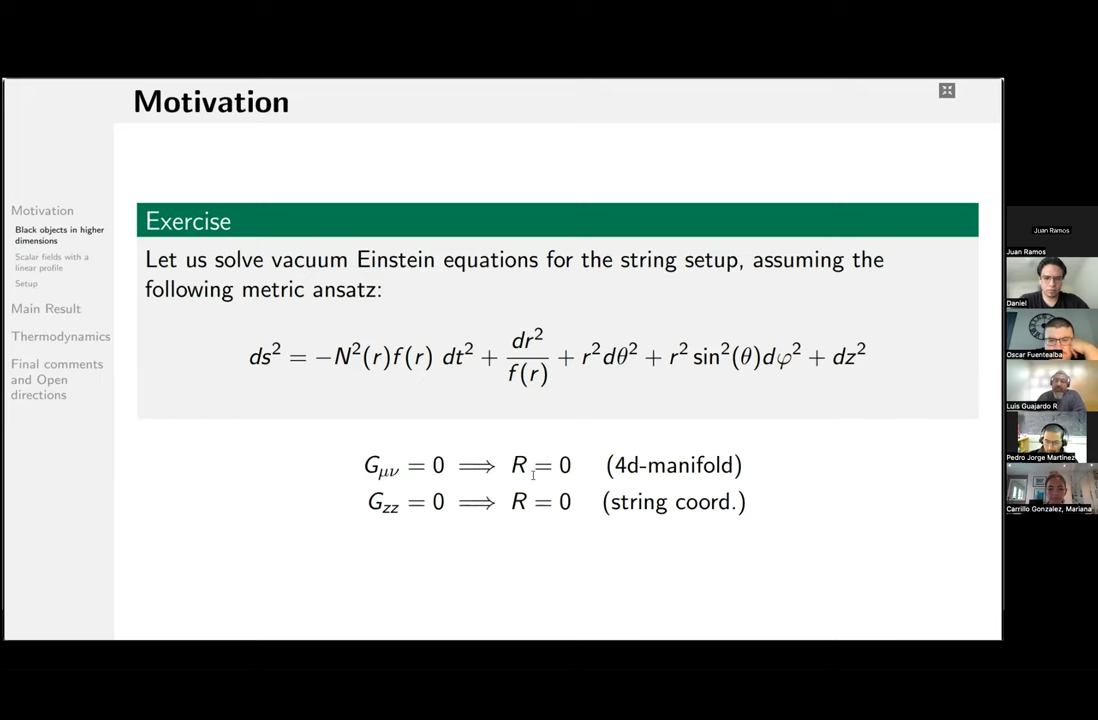 Motivation
Motivation
Black objects in higher
dimensions
Scalar fields with a
linear profile
Setup
Main Result
Thermodynamics
Final comments
and Open
directions
Exercise
Let us solve vacuum Einstein equations for the string setup, assuming the
following metric ansatz:
ds² = −N²(r)f(r) dt² + dr²/f(r) + r²dθ² + r² sin²(θ)dφ² + dz²
Gμν = 0 ⟹ R = 0 (4d-manifold)
Gzz = 0 ⟹ R = 0 (string coord.)
Juan Ramos
Juan Ramos
Daniel
Oscar Fuentealba
Luis Guajardo R
Pedro Jorge Martinez
Carrillo Gonzalez, Mariana